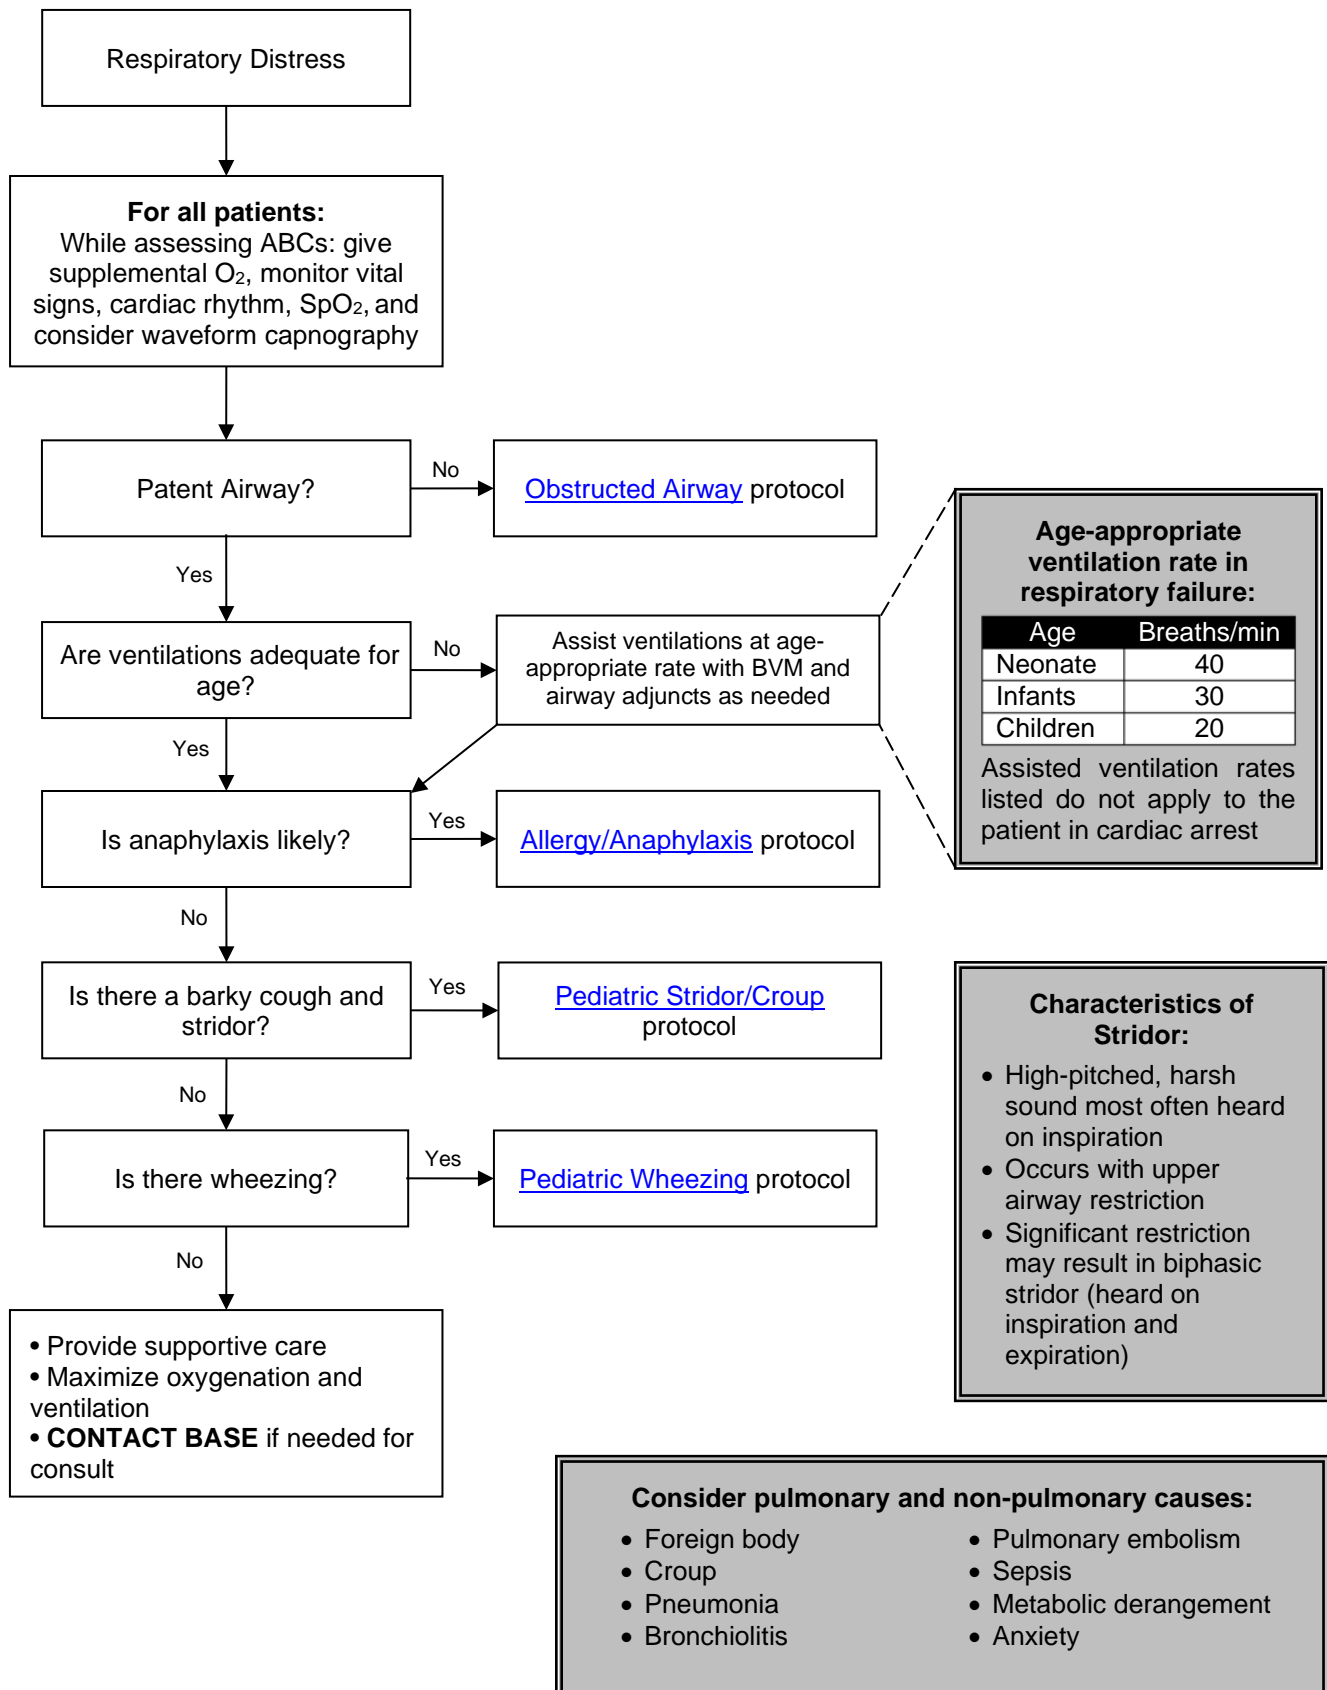 Respiratory Distress
For all patients:
While assessing ABCs: give
supplemental O₂, monitor vital
signs, cardiac rhythm, SpO₂, and
consider waveform capnography
Patent Airway?
No
Obstructed Airway protocol
Yes
Are ventilations adequate for
age?
No
Assist ventilations at age-
appropriate rate with BVM and
airway adjuncts as needed
Age-appropriate
ventilation rate in
respiratory failure:
Age Breaths/min
Neonate 40
Infants 30
Children 20
Assisted ventilation rates
listed do not apply to the
patient in cardiac arrest
Yes
Is anaphylaxis likely?
Yes
Allergy/Anaphylaxis protocol
No
Is there a barky cough and
stridor?
Yes
Pediatric Stridor/Croup
protocol
No
Is there wheezing?
Yes
Pediatric Wheezing protocol
No
Characteristics of
Stridor:
• High-pitched, harsh
sound most often heard
on inspiration
• Occurs with upper
airway restriction
• Significant restriction
may result in biphasic
stridor (heard on
inspiration and
expiration)
• Provide supportive care
• Maximize oxygenation and
ventilation
• CONTACT BASE if needed for
consult
Consider pulmonary and non-pulmonary causes:
• Foreign body
• Croup
• Pneumonia
• Bronchiolitis
• Pulmonary embolism
• Sepsis
• Metabolic derangement
• Anxiety